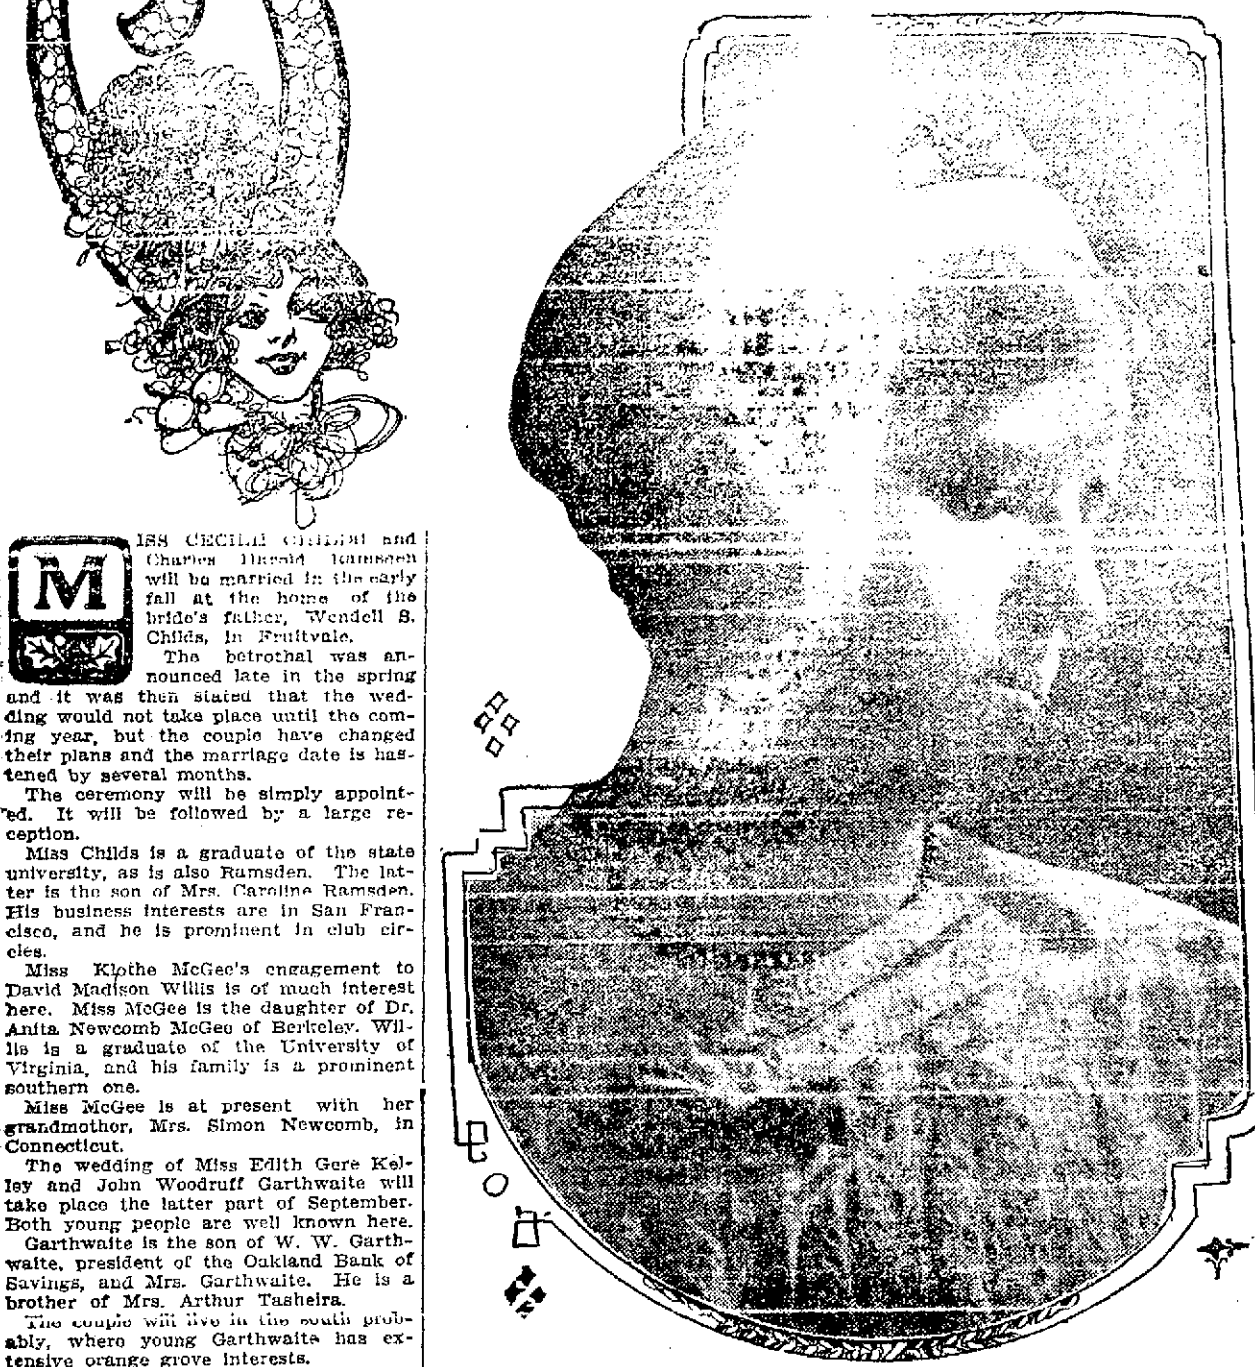 MISS CECILE and
Charles Ramsden
will be married in the early
fall at the home of the
bride's father, Wendell S.
Childs, in Fruitvale.
The betrothal was an-
nounced late in the spring
and it was then stated that the wed-
ding would not take place until the com-
ing year, but the couple have changed
their plans and the marriage date is has-
tened by several months.
The ceremony will be simply appoint-
ed. It will be followed by a large re-
ception.
Miss Childs is a graduate of the state
university, as is also Ramsden. The lat-
ter is the son of Mrs. Caroline Ramsden.
His business interests are in San Fran-
cisco, and he is prominent in club cir-
cles.
Miss Klothe McGee's engagement to
David Madison Willis is of much interest
here. Miss McGee is the daughter of Dr.
Anita Newcomb McGee of Berkeley. Wil-
lis is a graduate of the University of
Virginia, and his family is a prominent
southern one.
Miss McGee is at present with her
grandmother, Mrs. Simon Newcomb, in
Connecticut.
The wedding of Miss Edith Gere Kel-
ley and John Woodruff Garthwaite will
take place the latter part of September.
Both young people are well known here.
Garthwaite is the son of W. W. Garth-
waite, president of the Oakland Bank of
Savings, and Mrs. Garthwaite. He is a
brother of Mrs. Arthur Tasheira.
The couple will live in the south prob-
ably, where young Garthwaite has ex-
tensive orange grove interests.